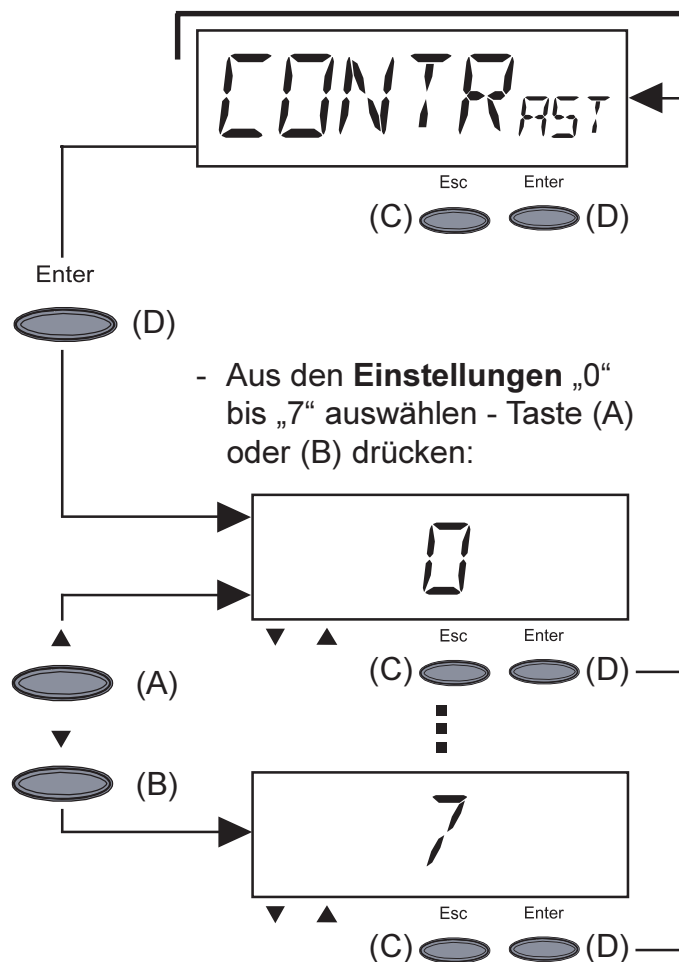 CONTRAST
Esc Enter
(C) (D)
Enter
(D)
- Aus den Einstellungen „0“
bis „7“ auswählen - Taste (A)
oder (B) drücken:
0
▼ ▲ Esc Enter
▲
(C) (D)
(A)
▼
(B)
7
▼ ▲ Esc Enter
(C) (D)